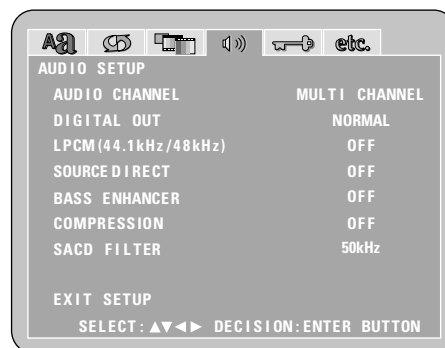 Aa etc.
AUDIO SETUP
AUDIO CHANNEL MULTI CHANNEL
DIGITAL OUT NORMAL
LPCM(44.1kHz/48kHz) OFF
SOURCE DIRECT OFF
BASS ENHANCER OFF
COMPRESSION OFF
SACD FILTER 50kHz
EXIT SETUP
SELECT:▲▼◄► DECISION:ENTER BUTTON